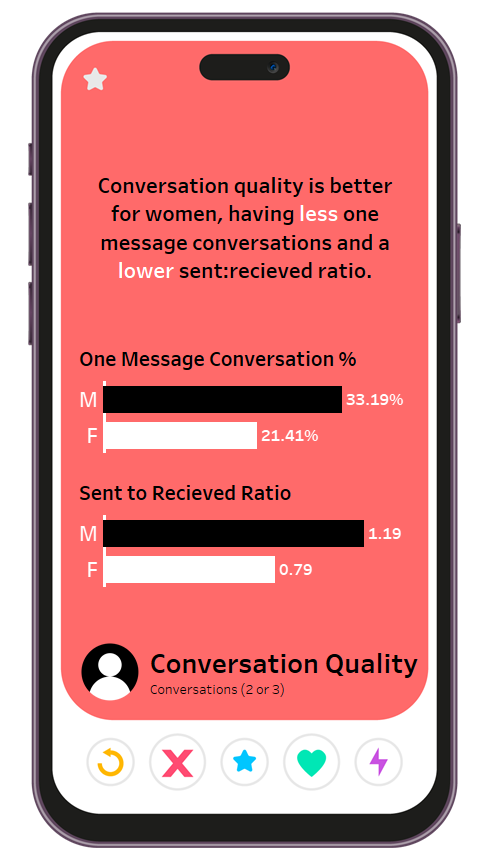 Conversation quality is better
for women, having less one
message conversations and a
lower sent:recieved ratio.
One Message Conversation %
M 33.19%
F 21.41%
Sent to Recieved Ratio
M 1.19
F 0.79
Conversation Quality
Conversations (2 or 3)